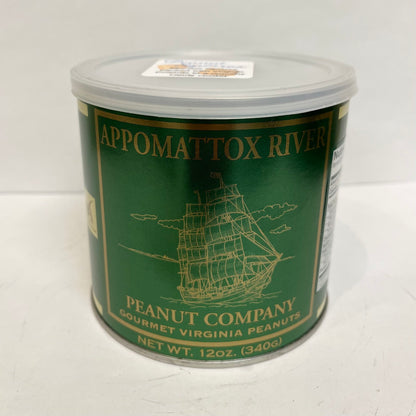 APPOMATTOX RIVER
PEANUT COMPANY
GOURMET VIRGINIA PEANUTS
NET WT. 12oz. (340G)